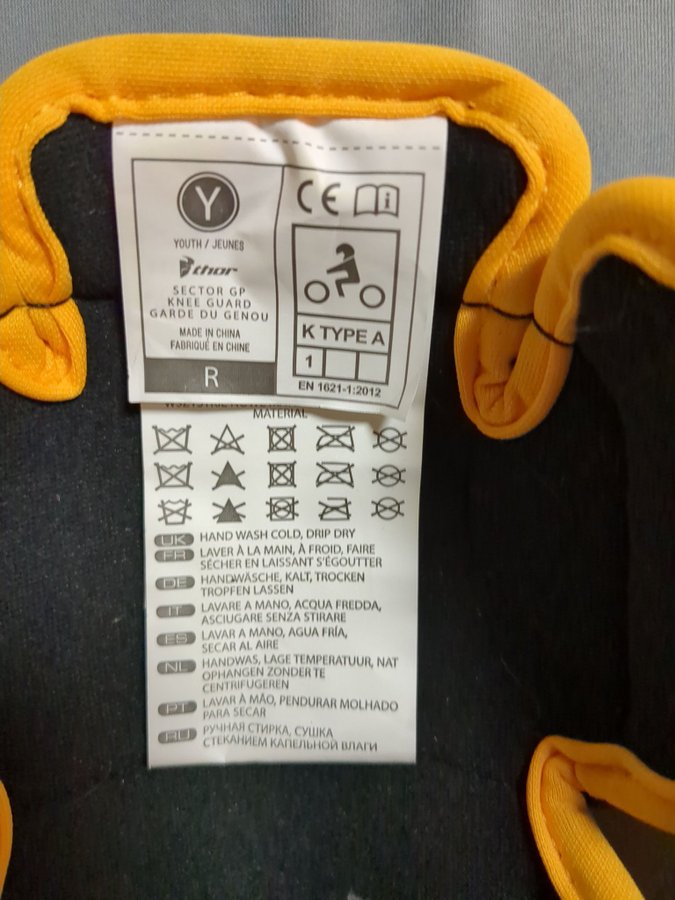 Y
YOUTH / JEUNES
thor
SECTOR GP
KNEE GUARD
GARDE DU GENOU
MADE IN CHINA
FABRIQUÉ EN CHINE
R
CE
i
K TYPE A
1
EN 1621-1:2012
MATERIAL
UK HAND WASH COLD, DRIP DRY
FR LAVER À LA MAIN, À FROID, FAIRE
SÉCHER EN LAISSANT S'ÉGOUTTER
DE HANDWÄSCHE, KALT, TROCKEN
TROPFEN LASSEN
IT LAVARE A MANO, ACQUA FREDDA,
ASCIUGARE SENZA STIRARE
ES LAVAR A MANO, AGUA FRÍA,
SECAR AL AIRE
NL HANDWAS, LAGE TEMPERATUUR, NAT
OPHANGEN ZONDER TE
CENTRIFUGEREN
PT LAVAR À MÃO, PENDURAR MOLHADO
PARA SECAR
RU РУЧНАЯ СТИРКА, СУШКА
СТЕКАНИЕМ КАПЕЛЬНОЙ ВЛАГИ